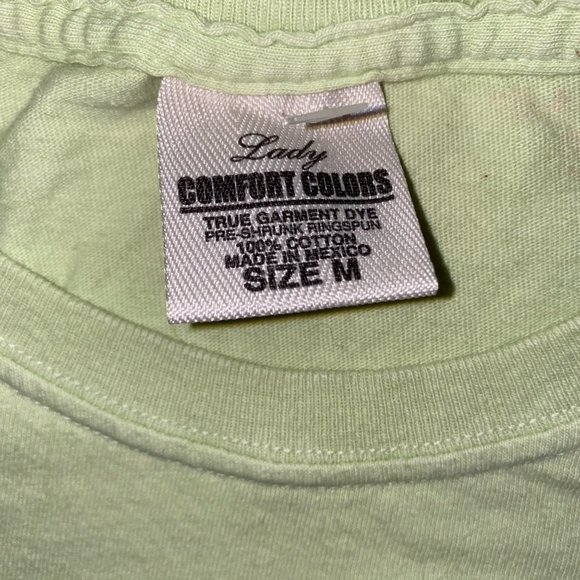 Lady
COMFORT COLORS
TRUE GARMENT DYE
PRE-SHRUNK RINGSPUN
100% COTTON
MADE IN MEXICO
SIZE M